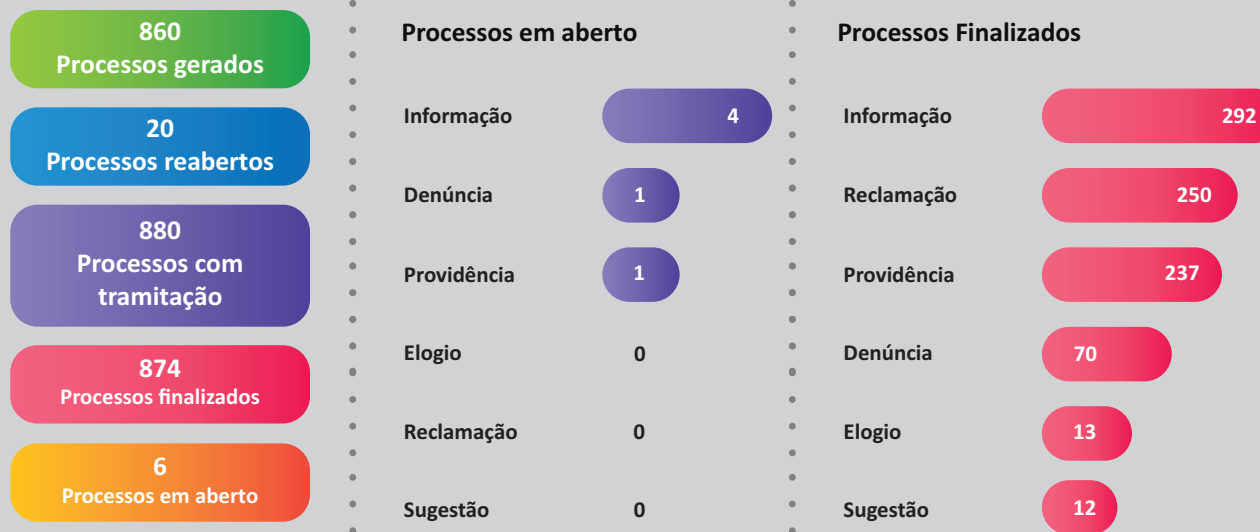 860
Processos gerados
20
Processos reabertos
880
Processos com
tramitação
874
Processos finalizados
6
Processos em aberto
Processos em aberto
Informação 4
Denúncia 1
Providência 1
Elogio 0
Reclamação 0
Sugestão 0
Processos Finalizados
Informação 292
Reclamação 250
Providência 237
Denúncia 70
Elogio 13
Sugestão 12